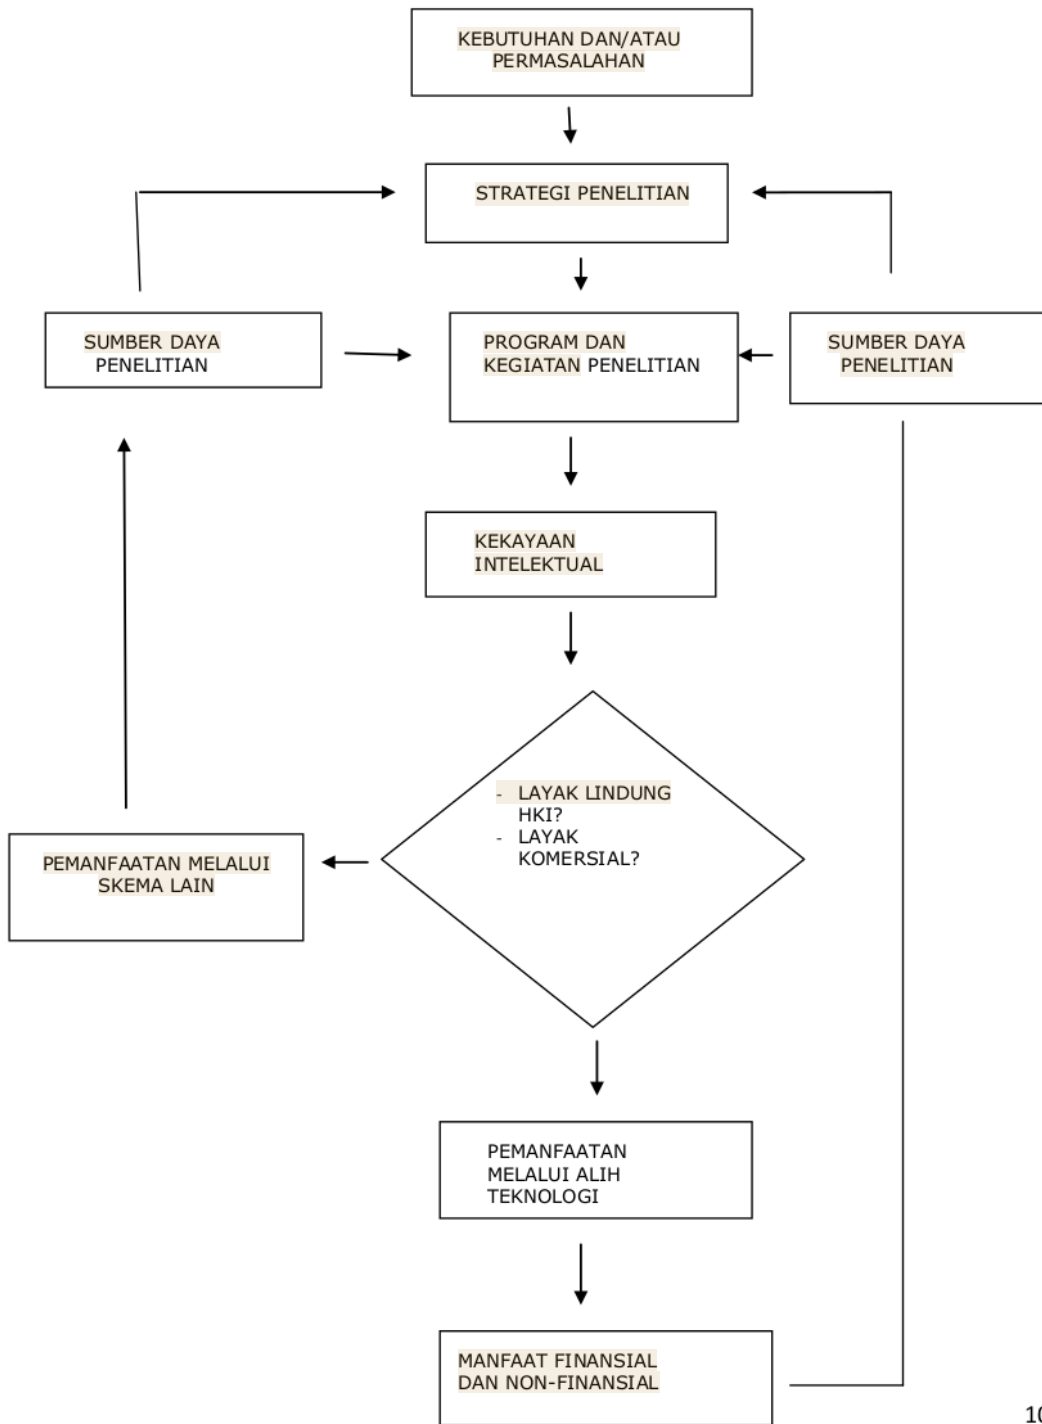 KEBUTUHAN DAN/ATAU
PERMASALAHAN
STRATEGI PENELITIAN
SUMBER DAYA
PENELITIAN
PROGRAM DAN
KEGIATAN PENELITIAN
SUMBER DAYA
PENELITIAN
KEKAYAAN
INTELEKTUAL
- LAYAK LINDUNG
HKI?
- LAYAK
KOMERSIAL?
PEMANFAATAN MELALUI
SKEMA LAIN
PEMANFAATAN
MELALUI ALIH
TEKNOLOGI
MANFAAT FINANSIAL
DAN NON-FINANSIAL
10